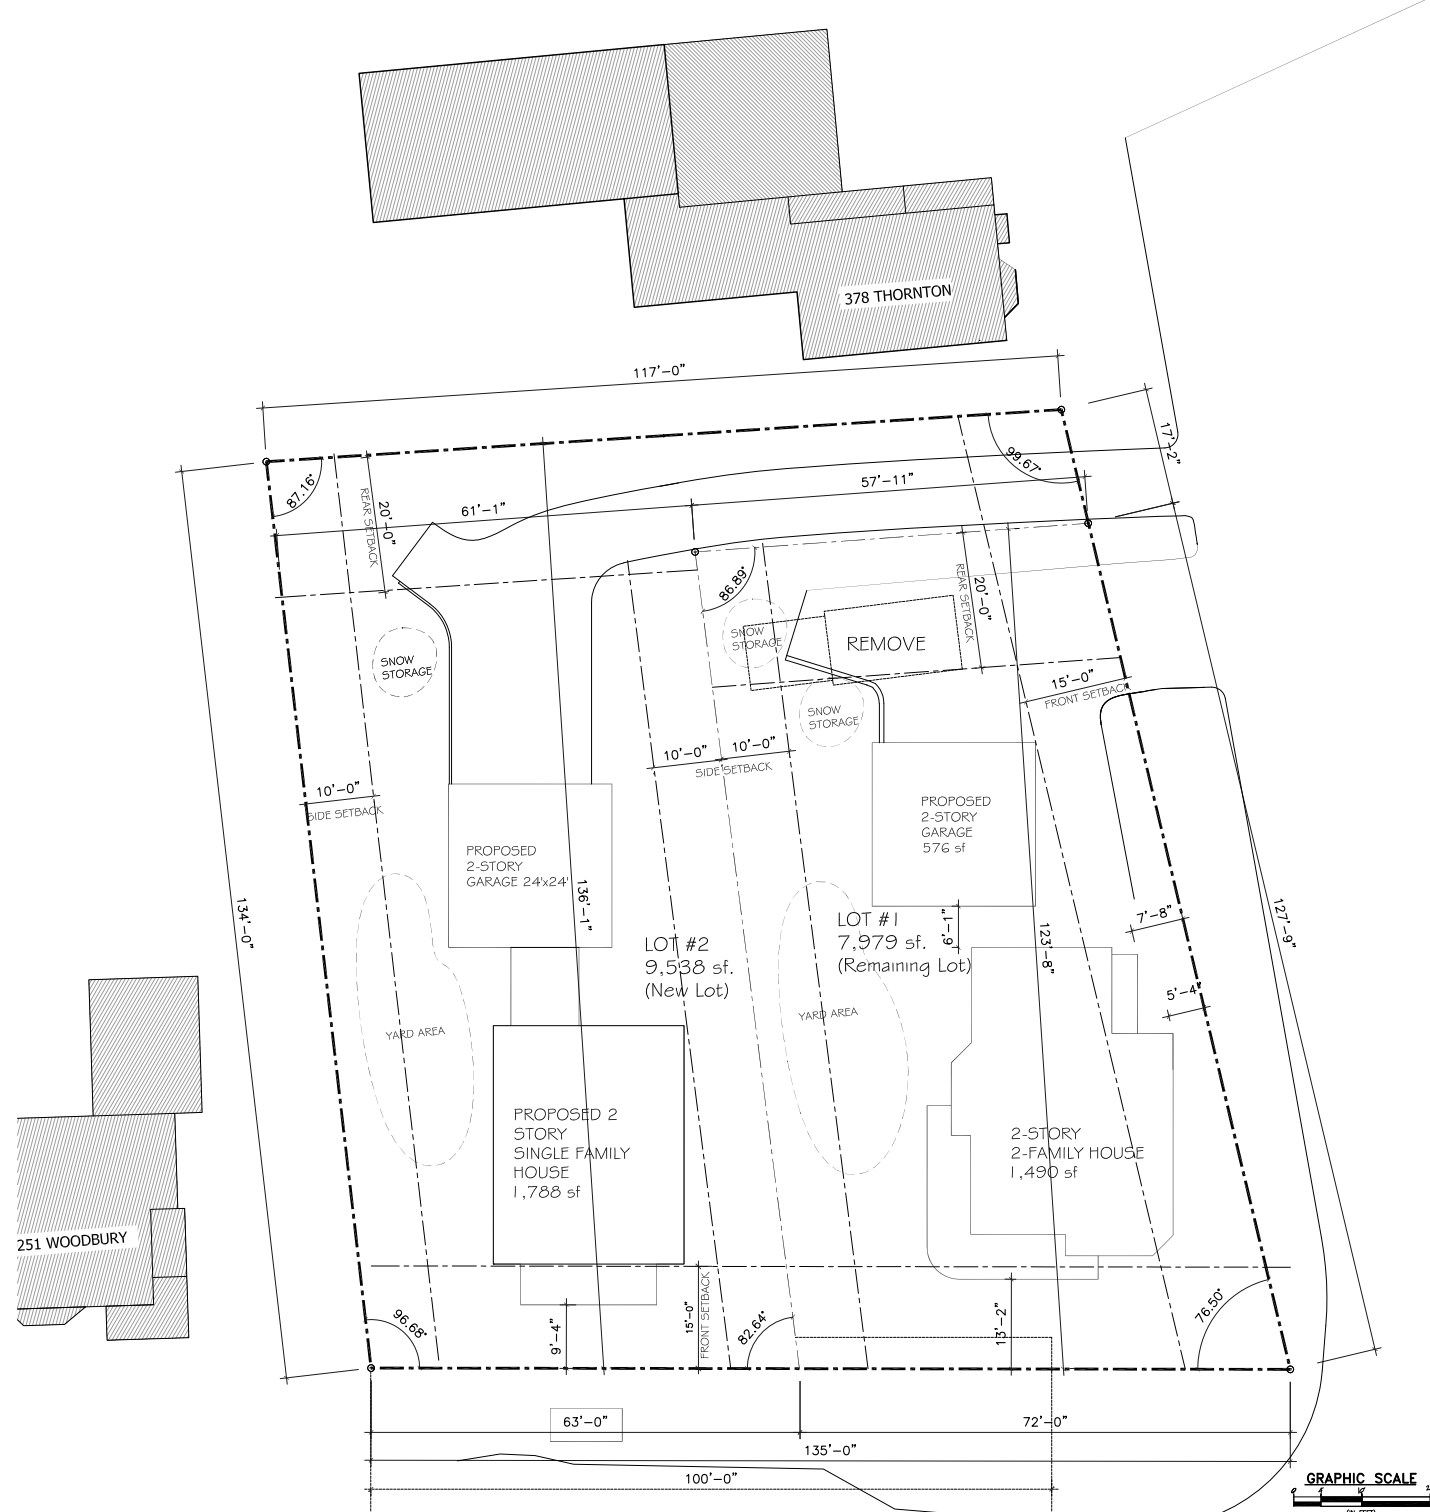 378 THORNTON
117'-0"
17'-2"
99.67°
87.16°
57'-11"
61'-1"
REAR SETBACK
20'-0"
86.89°
REAR SETBACK
20'-0"
SNOW
STORAGE
REMOVE
SNOW
STORAGE
15'-0"
FRONT SETBACK
SNOW
STORAGE
10'-0"
10'-0"
SIDE SETBACK
10'-0"
SIDE SETBACK
PROPOSED
2-STORY
GARAGE
576 sf
PROPOSED
2-STORY
GARAGE 24'x24'
136'-1"
134'-0"
LOT #1
7,979 sf.
(Remaining Lot)
6'-1"
123'-8"
7'-8"
127'-9"
LOT #2
9,538 sf.
(New Lot)
5'-4"
YARD AREA
YARD AREA
PROPOSED 2
STORY
SINGLE FAMILY
HOUSE
1,788 sf
2-STORY
2-FAMILY HOUSE
1,490 sf
251 WOODBURY
96.68°
9'-4"
15'-0"
FRONT SETBACK
82.64°
13'-2"
76.50°
63'-0"
72'-0"
135'-0"
100'-0"
GRAPHIC SCALE